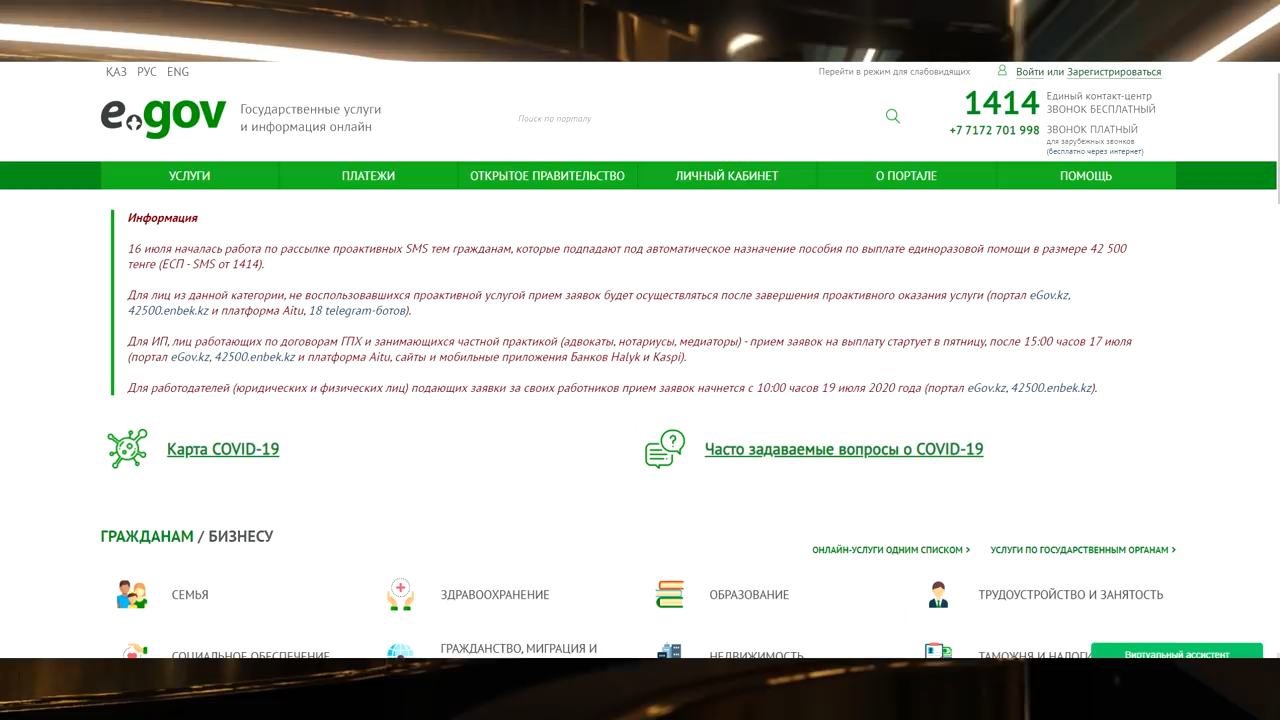 ҚАЗ РУС ENG
Перейти в режим для слабовидящих
Войти или Зарегистрироваться
e.gov
Государственные услуги
и информация онлайн
Поиск по порталу
1414
Единый контакт-центр
ЗВОНОК БЕСПЛАТНЫЙ
+7 7172 701 998
ЗВОНОК ПЛАТНЫЙ
для зарубежных звонков
(бесплатно через интернет)
УСЛУГИ
ПЛАТЕЖИ
ОТКРЫТОЕ ПРАВИТЕЛЬСТВО
ЛИЧНЫЙ КАБИНЕТ
О ПОРТАЛЕ
ПОМОЩЬ
Информация
16 июля началась работа по рассылке проактивных SMS тем гражданам, которые подпадают под автоматическое назначение пособия по выплате единоразовой помощи в размере 42 500
тенге (ЕСП - SMS от 1414).
Для лиц из данной категории, не воспользовавшихся проактивной услугой прием заявок будет осуществляться после завершения проактивного оказания услуги (портал eGov.kz,
42500.enbek.kz и платформа Aitu, 18 telegram-ботов).
Для ИП, лиц работающих по договорам ГПХ и занимающихся частной практикой (адвокаты, нотариусы, медиаторы) - прием заявок на выплату стартует в пятницу, после 15:00 часов 17 июля
(портал eGov.kz, 42500.enbek.kz и платформа Aitu, сайты и мобильные приложения Банков Halyk и Kaspi).
Для работодателей (юридических и физических лиц) подающих заявки за своих работников прием заявок начнется с 10:00 часов 19 июля 2020 года (портал eGov.kz, 42500.enbek.kz).
Карта COVID-19
Часто задаваемые вопросы о COVID-19
ГРАЖДАНАМ / БИЗНЕСУ
ОНЛАЙН-УСЛУГИ ОДНИМ СПИСКОМ >
УСЛУГИ ПО ГОСУДАРСТВЕННЫМ ОРГАНАМ >
СЕМЬЯ
ЗДРАВООХРАНЕНИЕ
ОБРАЗОВАНИЕ
ТРУДОУСТРОЙСТВО И ЗАНЯТОСТЬ
СОЦИАЛЬНОЕ ОБЕСПЕЧЕНИЕ
ГРАЖДАНСТВО, МИГРАЦИЯ И
НЕДВИЖИМОСТЬ
ТАМОЖНЯ И НАЛОГИ
Виртуальный ассистент